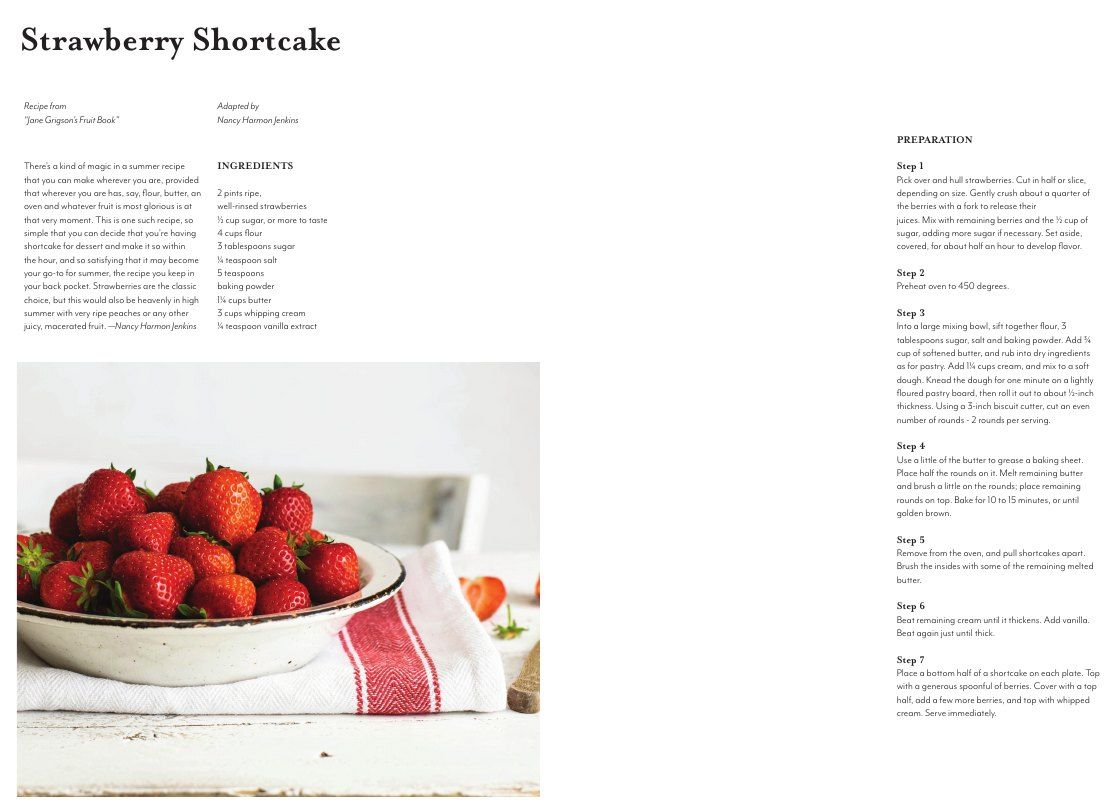 Strawberry Shortcake
Recipe from
"Jane Grigson's Fruit Book"
Adapted by
Nancy Harmon Jenkins
There's a kind of magic in a summer recipe
that you can make wherever you are, provided
that wherever you are has, say, flour, butter, an
oven and whatever fruit is most glorious is at
that very moment. This is one such recipe, so
simple that you can decide that you're having
shortcake for dessert and make it so within
the hour, and so satisfying that it may become
your go-to for summer, the recipe you keep in
your back pocket. Strawberries are the classic
choice, but this would also be heavenly in high
summer with very ripe peaches or any other
juicy, macerated fruit. —Nancy Harmon Jenkins
INGREDIENTS
2 pints ripe,
well-rinsed strawberries
½ cup sugar, or more to taste
4 cups flour
3 tablespoons sugar
¼ teaspoon salt
5 teaspoons
baking powder
1¼ cups butter
3 cups whipping cream
¼ teaspoon vanilla extract
PREPARATION
Step 1
Pick over and hull strawberries. Cut in half or slice,
depending on size. Gently crush about a quarter of
the berries with a fork to release their
juices. Mix with remaining berries and the ½ cup of
sugar, adding more sugar if necessary. Set aside,
covered, for about half an hour to develop flavor.
Step 2
Preheat oven to 450 degrees.
Step 3
Into a large mixing bowl, sift together flour, 3
tablespoons sugar, salt and baking powder. Add ¾
cup of softened butter, and rub into dry ingredients
as for pastry. Add 1¼ cups cream, and mix to a soft
dough. Knead the dough for one minute on a lightly
floured pastry board, then roll it out to about ½-inch
thickness. Using a 3-inch biscuit cutter, cut an even
number of rounds - 2 rounds per serving.
Step 4
Use a little of the butter to grease a baking sheet.
Place half the rounds on it. Melt remaining butter
and brush a little on the rounds; place remaining
rounds on top. Bake for 10 to 15 minutes, or until
golden brown.
Step 5
Remove from the oven, and pull shortcakes apart.
Brush the insides with some of the remaining melted
butter.
Step 6
Beat remaining cream until it thickens. Add vanilla.
Beat again just until thick.
Step 7
Place a bottom half of a shortcake on each plate. Top
with a generous spoonful of berries. Cover with a top
half, add a few more berries, and top with whipped
cream. Serve immediately.